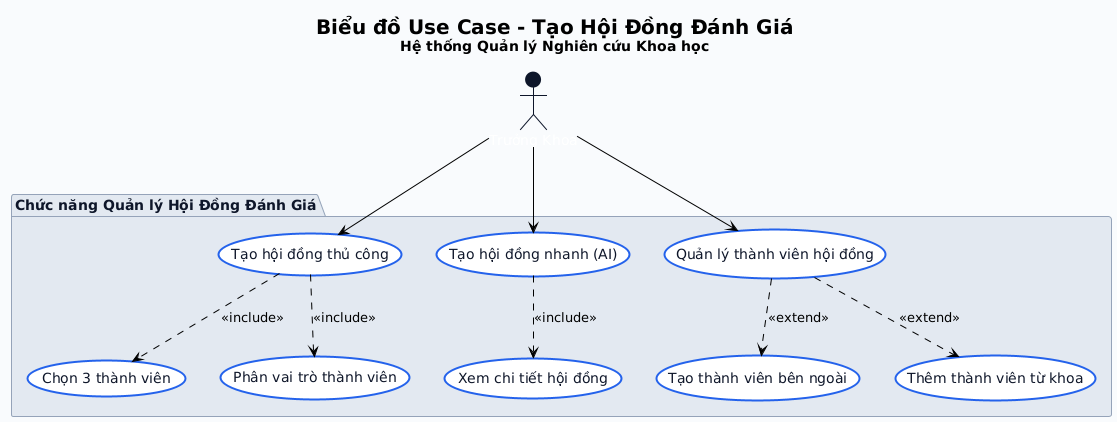 Biểu đồ Use Case - Tạo Hội Đồng Đánh Giá
Hệ thống Quản lý Nghiên cứu Khoa học
Chức năng Quản lý Hội Đồng Đánh Giá
Tạo hội đồng thủ công
Tạo hội đồng nhanh (AI)
Quản lý thành viên hội đồng
«include»
«include»
«include»
«extend»
«extend»
Chọn 3 thành viên
Phân vai trò thành viên
Xem chi tiết hội đồng
Tạo thành viên bên ngoài
Thêm thành viên từ khoa